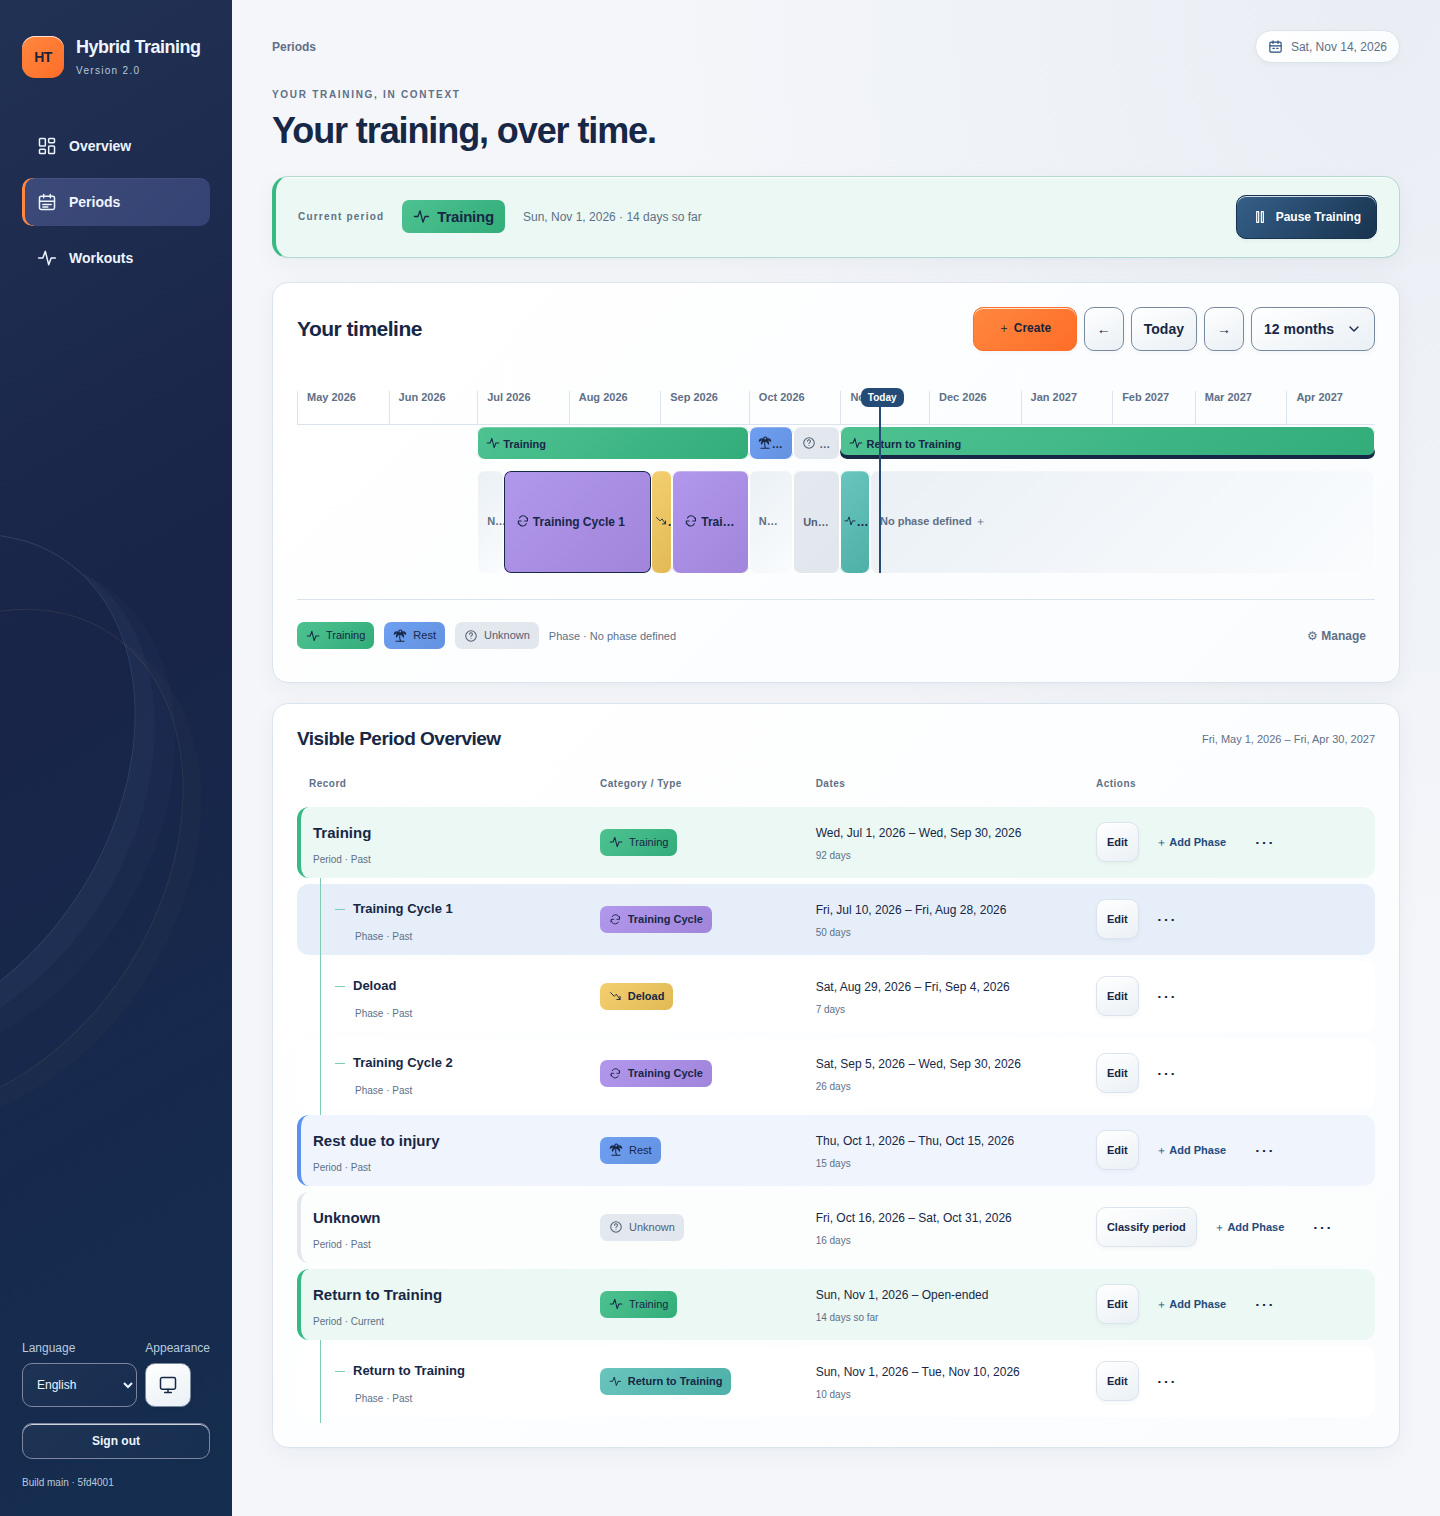 HT
Hybrid Training
Version 2.0
Overview
Periods
Workouts
Language
Appearance
English
Sign out
Build main · 5fd4001
Periods
Sat, Nov 14, 2026
YOUR TRAINING, IN CONTEXT
Your training, over time.
Current period
Training
Sun, Nov 1, 2026 · 14 days so far
Pause Training
Your timeline
+ Create
←
Today
→
12 months
May 2026
Jun 2026
Jul 2026
Aug 2026
Sep 2026
Oct 2026
Today
Dec 2026
Jan 2027
Feb 2027
Mar 2027
Apr 2027
Training
...
...
Return to Training
N...
Training Cycle 1
Trai...
N...
Un...
...
No phase defined +
Training
Rest
Unknown
Phase · No phase defined
⚙ Manage
Visible Period Overview
Fri, May 1, 2026 – Fri, Apr 30, 2027
Record
Category / Type
Dates
Actions
Training
Period · Past
Training
Wed, Jul 1, 2026 – Wed, Sep 30, 2026
92 days
Edit
+ Add Phase
...
Training Cycle 1
Phase · Past
Training Cycle
Fri, Jul 10, 2026 – Fri, Aug 28, 2026
50 days
Edit
...
Deload
Phase · Past
Deload
Sat, Aug 29, 2026 – Fri, Sep 4, 2026
7 days
Edit
...
Training Cycle 2
Phase · Past
Training Cycle
Sat, Sep 5, 2026 – Wed, Sep 30, 2026
26 days
Edit
...
Rest due to injury
Period · Past
Rest
Thu, Oct 1, 2026 – Thu, Oct 15, 2026
15 days
Edit
+ Add Phase
...
Unknown
Period · Past
Unknown
Fri, Oct 16, 2026 – Sat, Oct 31, 2026
16 days
Classify period
+ Add Phase
...
Return to Training
Period · Current
Training
Sun, Nov 1, 2026 – Open-ended
14 days so far
Edit
+ Add Phase
...
Return to Training
Phase · Past
Return to Training
Sun, Nov 1, 2026 – Tue, Nov 10, 2026
10 days
Edit
...